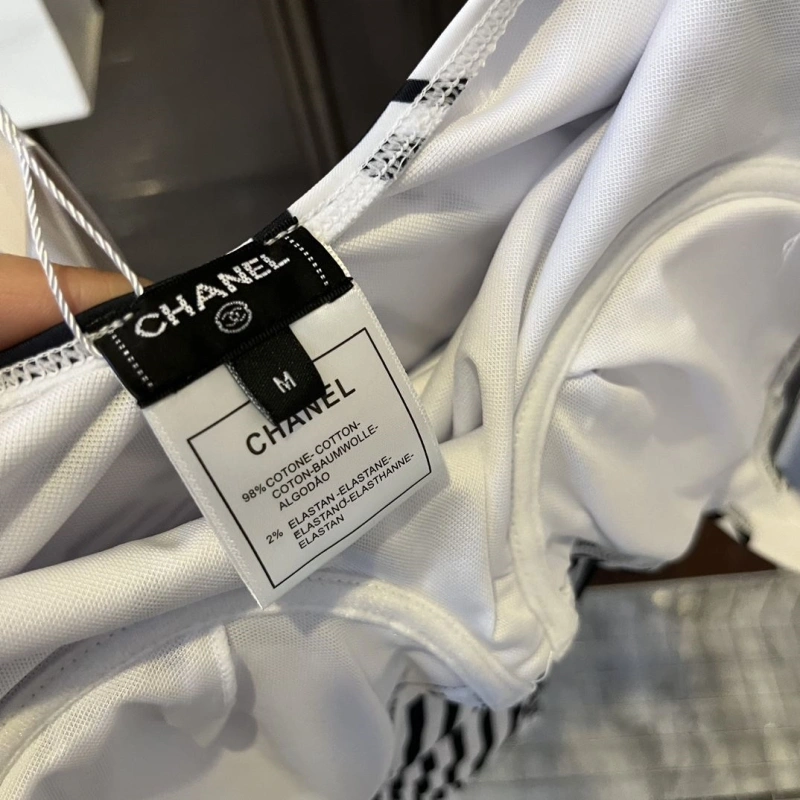 CHANEL
M
CHANEL
98% COTONE- COTTON-
COTON-BAUMWOLLE-
ALGODÃO
2% ELASTAN -ELASTANE-
ELASTANO-ELASTHANNE-
ELASTAN